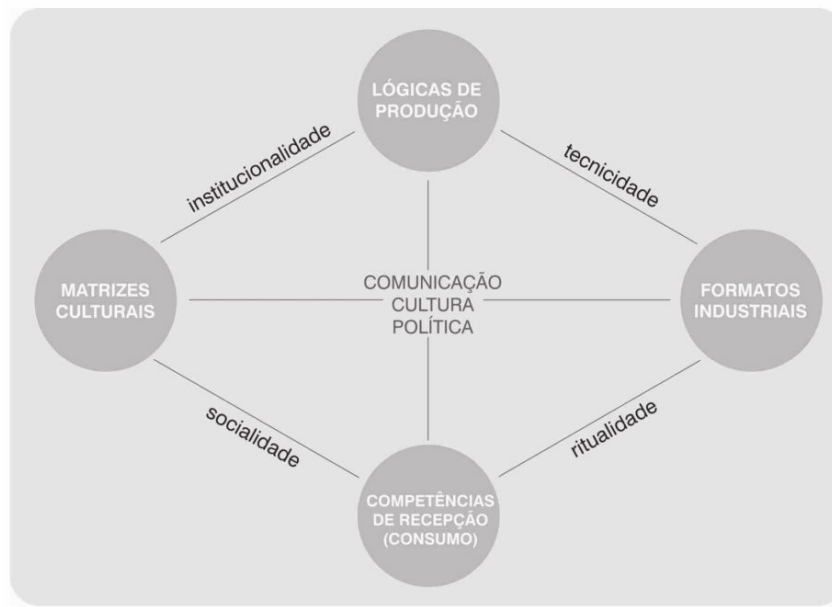 LÓGICAS DE
PRODUÇÃO
institucionalidade
tecnicidade
MATRIZES
CULTURAIS
COMUNICAÇÃO
CULTURA
POLÍTICA
FORMATOS
INDUSTRIAIS
socialidade
ritualidade
COMPETÊNCIAS
DE RECEPÇÃO
(CONSUMO)